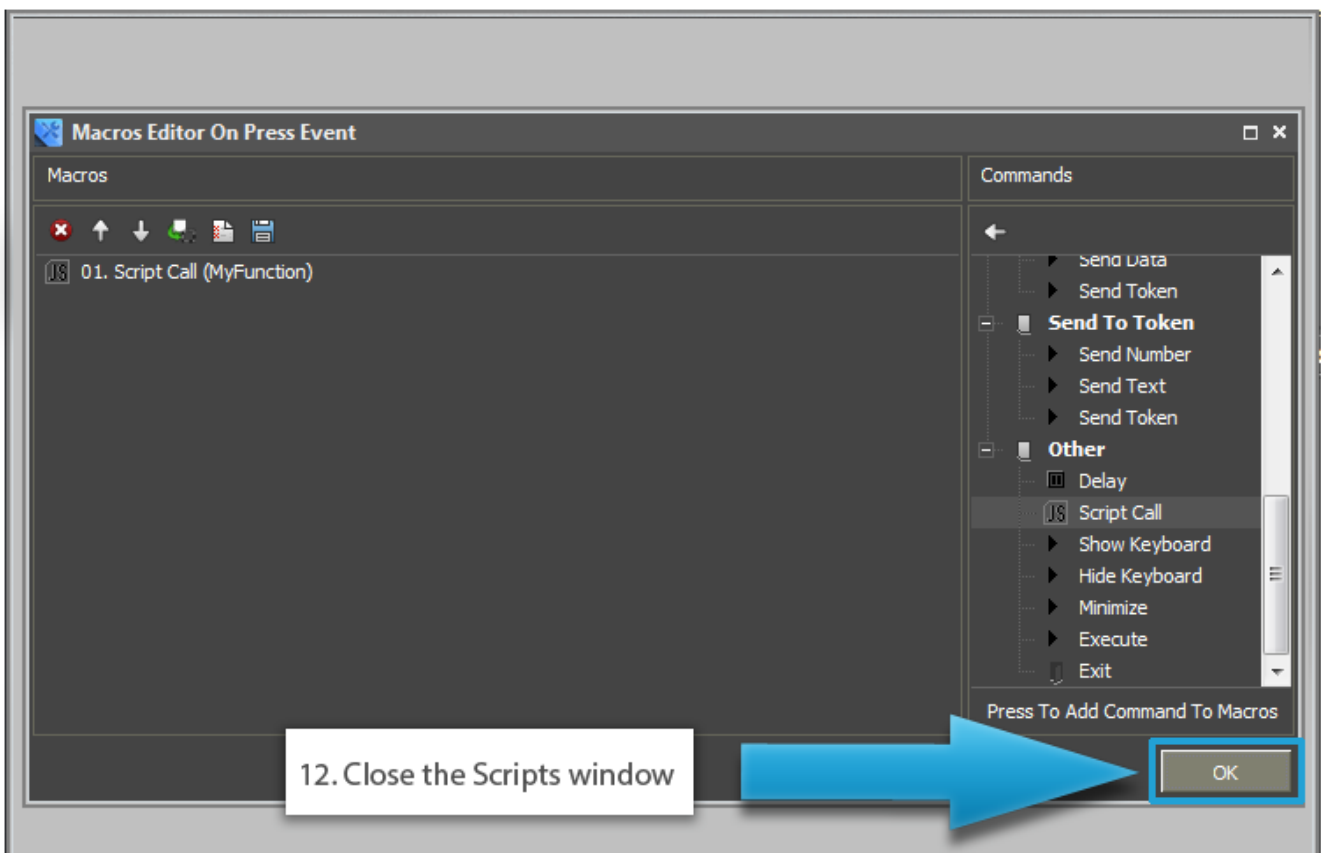 Macros Editor On Press Event
Macros
Commands
01. Script Call (MyFunction)
Send Data
Send Token
Send To Token
Send Number
Send Text
Send Token
Other
Delay
JS Script Call
Show Keyboard
Hide Keyboard
Minimize
Execute
Exit
Press To Add Command To Macros
12. Close the Scripts window
OK